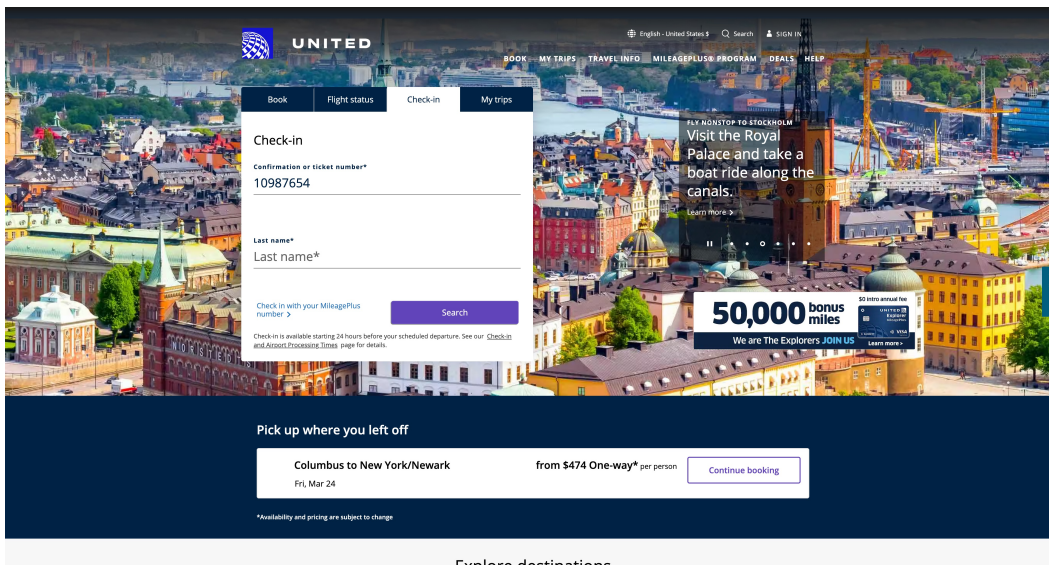 UNITED
English - United States $ Search SIGN IN
BOOK MY TRIPS TRAVEL INFO MILEAGEPLUS® PROGRAM DEALS HELP
Book Flight status Check-in My trips
Check-in
Confirmation or ticket number*
10987654
Last name*
Last name*
Check in with your MileagePlus
number >
Search
Check-in is available starting 24 hours before your scheduled departure. See our Check-in
and Airport Processing Times page for details.
FLY NONSTOP TO STOCKHOLM
Visit the Royal
Palace and take a
boat ride along the
canals.
Learn more >
50,000 bonus
miles
We are The Explorers JOIN US
$0 intro annual fee
UNITED
Explorer
VISA
Learn more >
Pick up where you left off
Columbus to New York/Newark
Fri, Mar 24
from $474 One-way* per person
Continue booking
*Availability and pricing are subject to change
Explore destinations